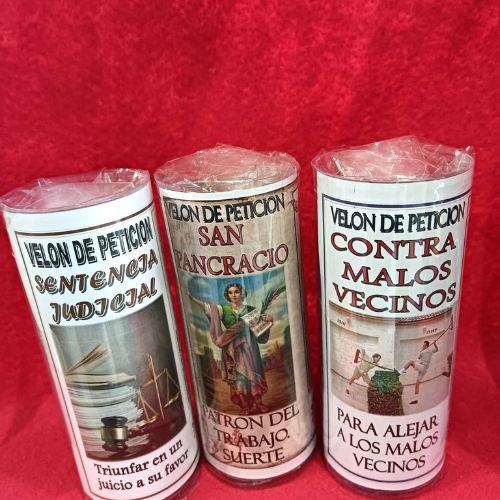 VELON DE PETICION
SENTENCIA
JUDICIAL
Triunfar en un
juicio a su favor
VELON DE PETICION
SAN
PANCRACIO
PATRON DEL
TRABAJO.
SUERTE
VELON DE PETICION
CONTRA
MALOS
VECINOS
PARA ALEJAR
A LOS MALOS
VECINOS